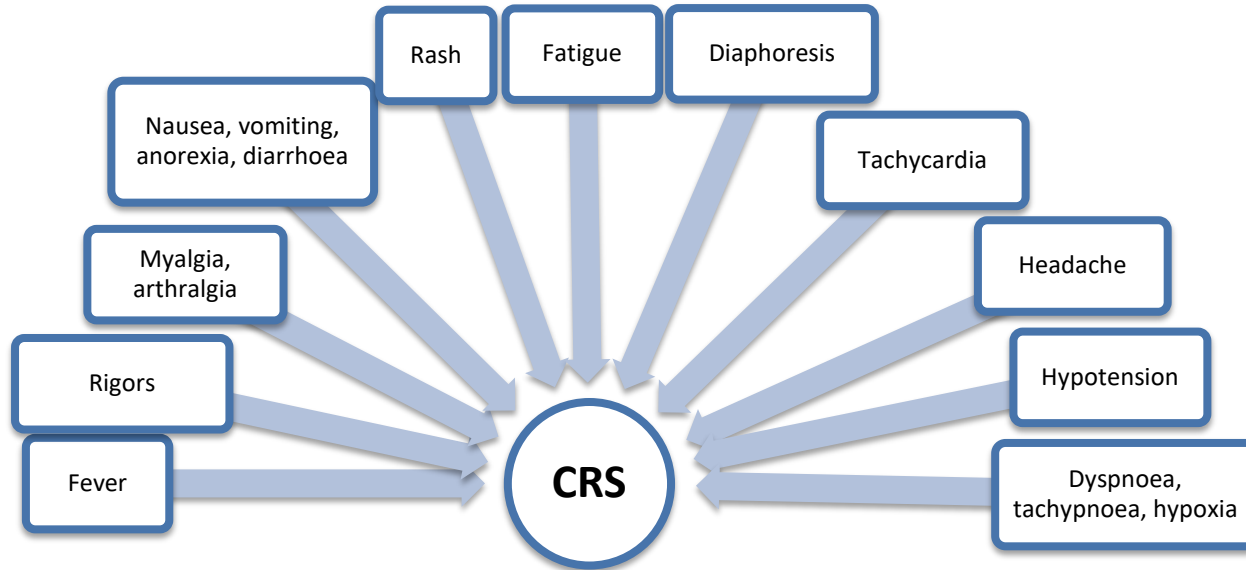 Rash
Fatigue
Diaphoresis
Nausea, vomiting,
anorexia, diarrhoea
Tachycardia
Myalgia,
arthralgia
Headache
Rigors
Hypotension
Fever
Dyspnoea,
tachypnoea, hypoxia
CRS